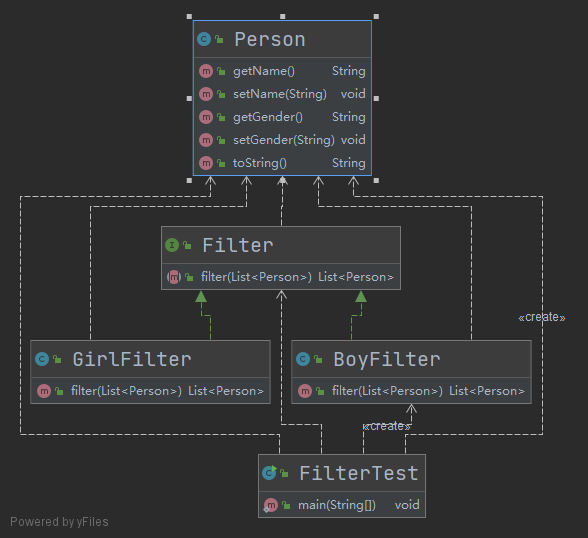 Person
getName() String
setName(String) void
getGender() String
setGender(String) void
toString() String
Filter
filter(List<Person>) List<Person>
«create»
GirlFilter
filter(List<Person>) List<Person>
BoyFilter
filter(List<Person>) List<Person>
«create»
FilterTest
main(String[]) void
Powered by yFiles